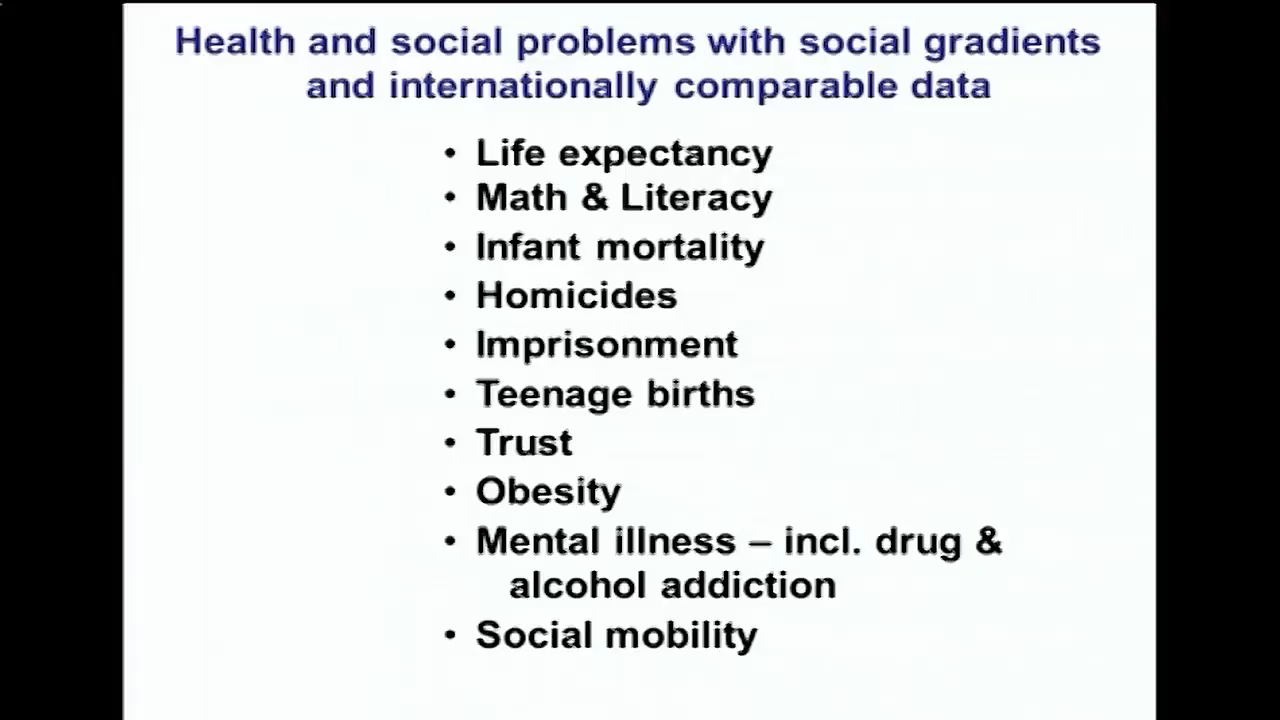 Health and social problems with social gradients
and internationally comparable data
• Life expectancy
• Math & Literacy
• Infant mortality
• Homicides
• Imprisonment
• Teenage births
• Trust
• Obesity
• Mental illness – incl. drug &
alcohol addiction
• Social mobility